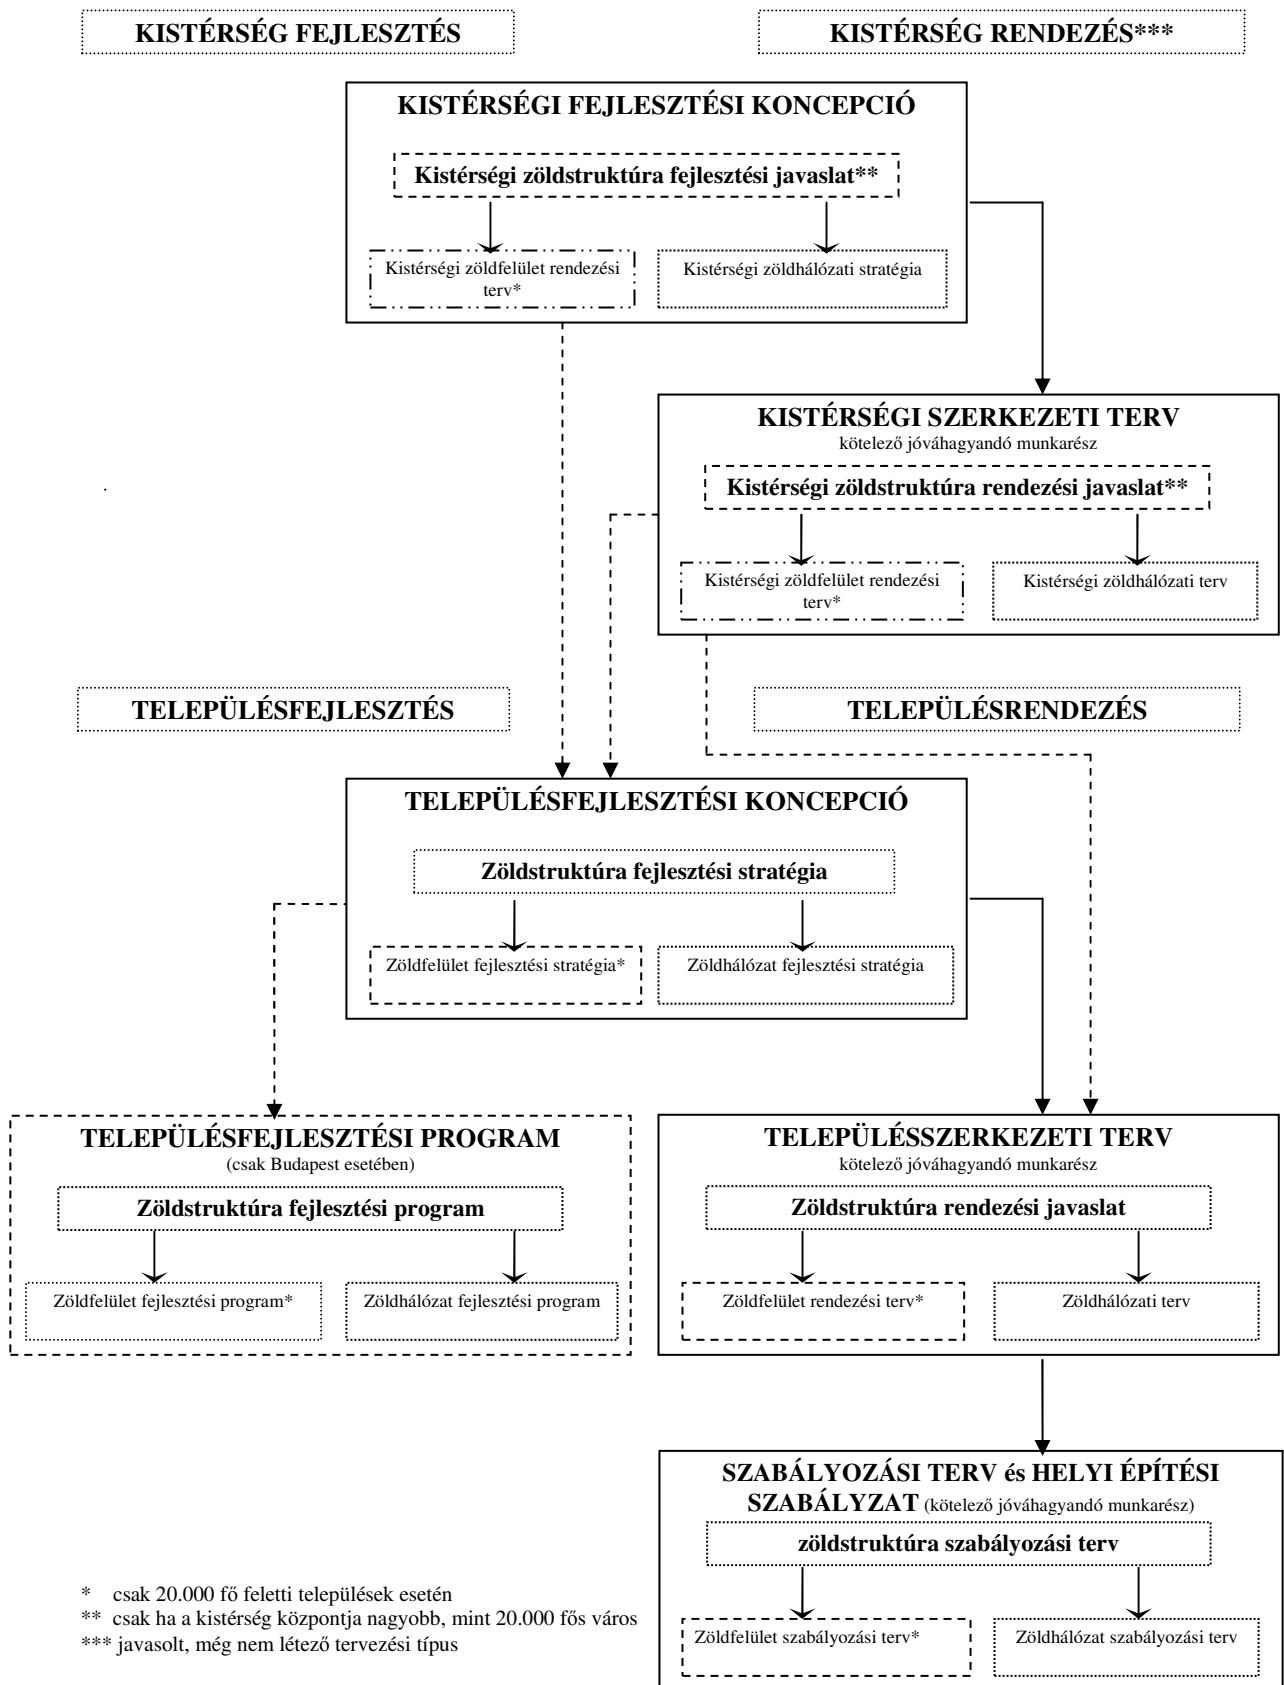 KISTÉRSÉG FEJLESZTÉS
KISTÉRSÉG RENDEZÉS***
KISTÉRSÉGI FEJLESZTÉSI KONCEPCIÓ
Kistérségi zöldstruktúra fejlesztési javaslat**
Kistérségi zöldfelület rendezési
terv*
Kistérségi zöldhálózati stratégia
KISTÉRSÉGI SZERKEZETI TERV
kötelező jóváhagyandó munkarész
Kistérségi zöldstruktúra rendezési javaslat**
Kistérségi zöldfelület rendezési
terv*
Kistérségi zöldhálózati terv
TELEPÜLÉSFEJLESZTÉS
TELEPÜLÉSRENDEZÉS
TELEPÜLÉSFEJLESZTÉSI KONCEPCIÓ
Zöldstruktúra fejlesztési stratégia
Zöldfelület fejlesztési stratégia*
Zöldhálózat fejlesztési stratégia
TELEPÜLÉSFEJLESZTÉSI PROGRAM
(csak Budapest esetében)
Zöldstruktúra fejlesztési program
Zöldfelület fejlesztési program*
Zöldhálózat fejlesztési program
TELEPÜLÉSSZERKEZETI TERV
kötelező jóváhagyandó munkarész
Zöldstruktúra rendezési javaslat
Zöldfelület rendezési terv*
Zöldhálózati terv
SZABÁLYOZÁSI TERV és HELYI ÉPÍTÉSI
SZABÁLYZAT (kötelező jóváhagyandó munkarész)
zöldstruktúra szabályozási terv
Zöldfelület szabályozási terv*
Zöldhálózat szabályozási terv
* csak 20.000 fő feletti települések esetén
** csak ha a kistérség központja nagyobb, mint 20.000 fős város
*** javasolt, még nem létező tervezési típus